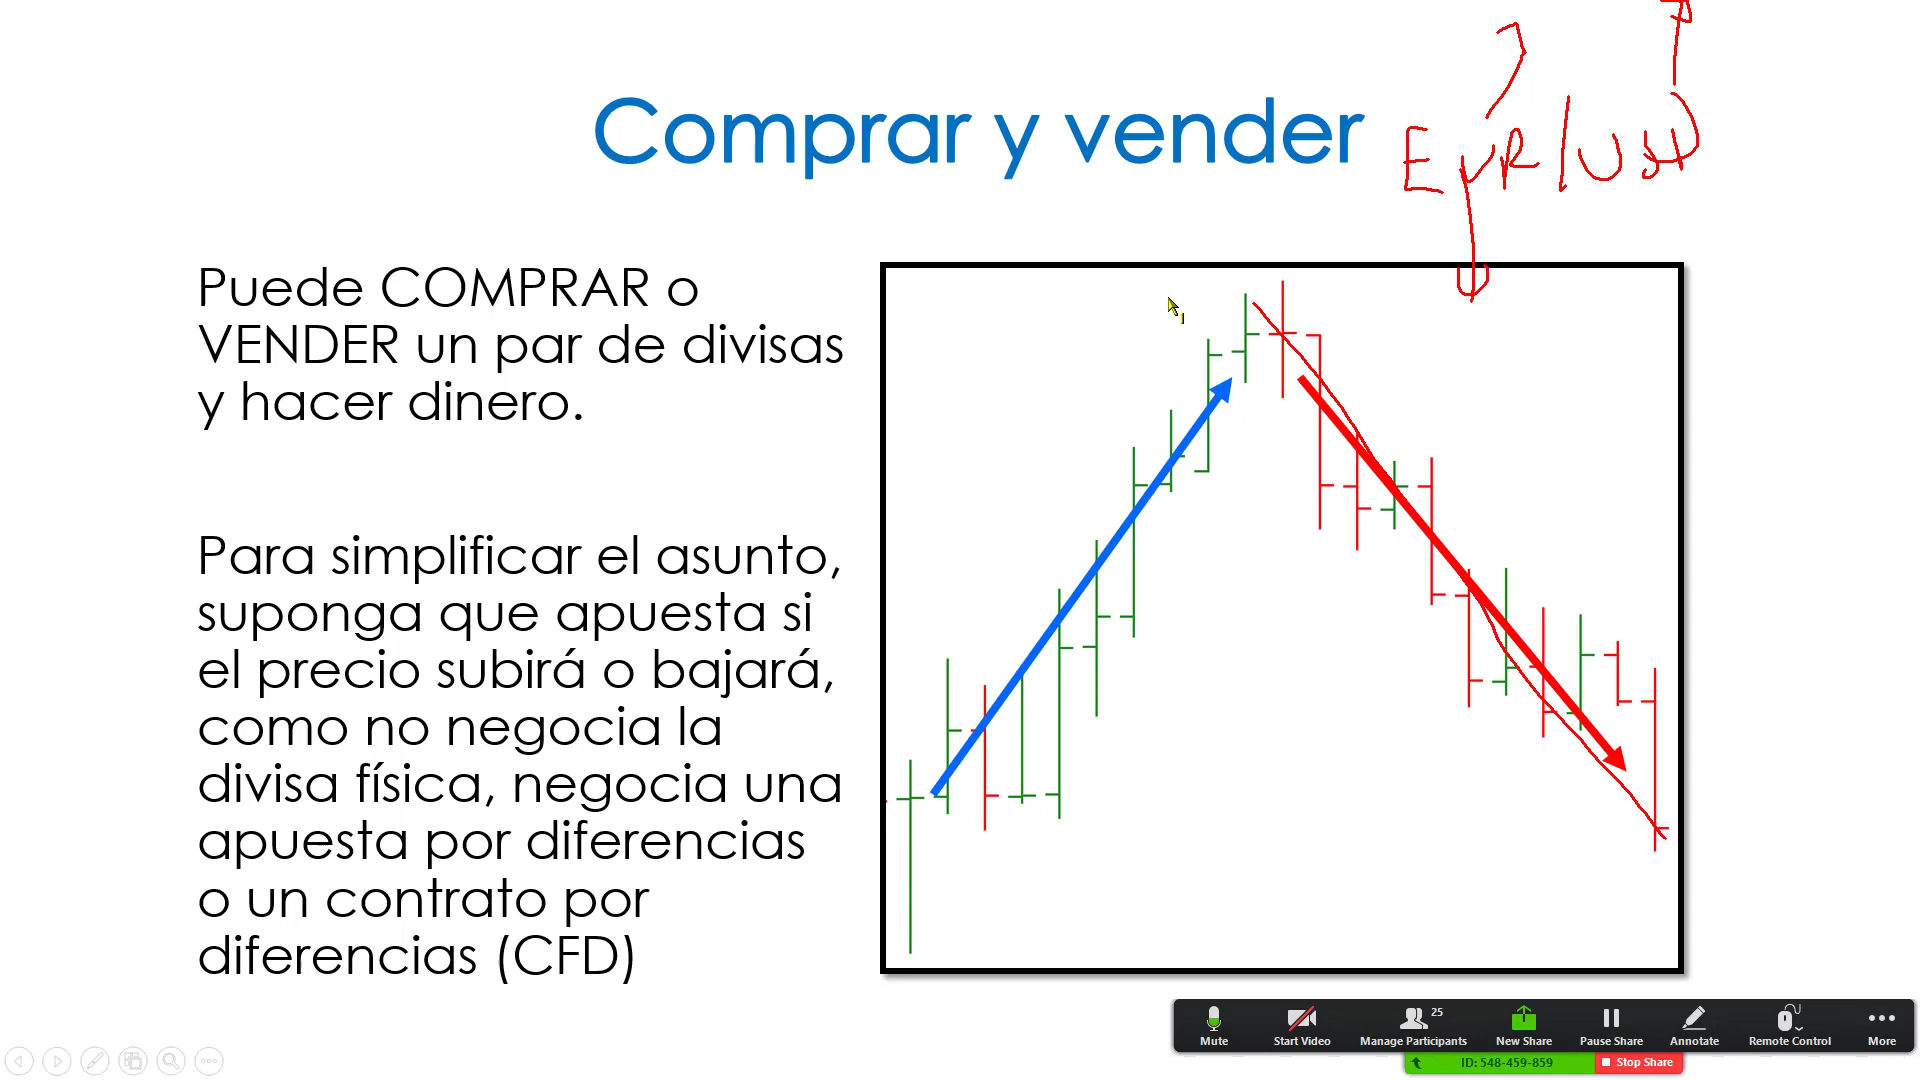 Comprar y vender
EUR/USD
Puede COMPRAR o
VENDER un par de divisas
y hacer dinero.
Para simplificar el asunto,
suponga que apuesta si
el precio subirá o bajará,
como no negocia la
divisa física, negocia una
apuesta por diferencias
o un contrato por
diferencias (CFD)
25
Mute Start Video Manage Participants New Share Pause Share Annotate Remote Control More
ID: 548-459-859 Stop Share